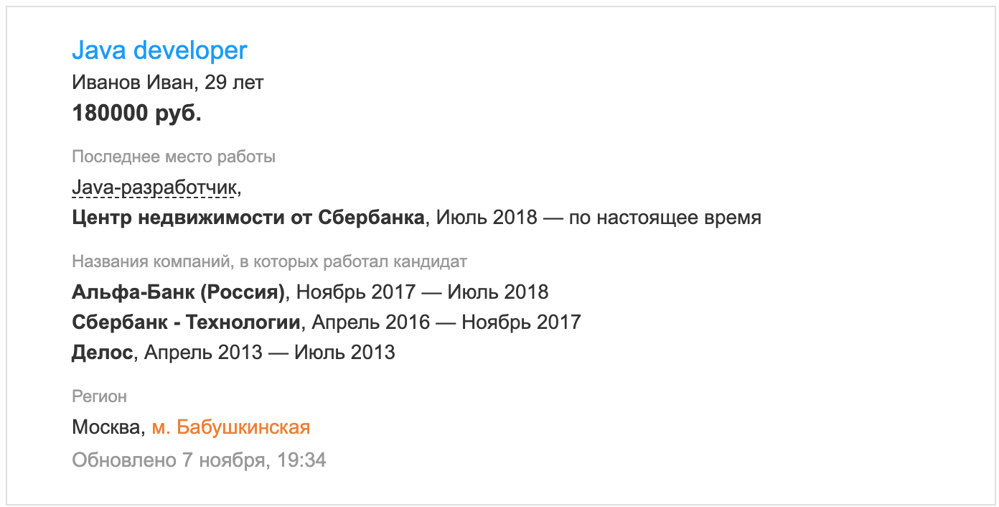 Java developer
Иванов Иван, 29 лет
180000 руб.
Последнее место работы
Java-разработчик,
Центр недвижимости от Сбербанка, Июль 2018 — по настоящее время
Названия компаний, в которых работал кандидат
Альфа-Банк (Россия), Ноябрь 2017 — Июль 2018
Сбербанк - Технологии, Апрель 2016 — Ноябрь 2017
Делос, Апрель 2013 — Июль 2013
Регион
Москва, м. Бабушкинская
Обновлено 7 ноября, 19:34